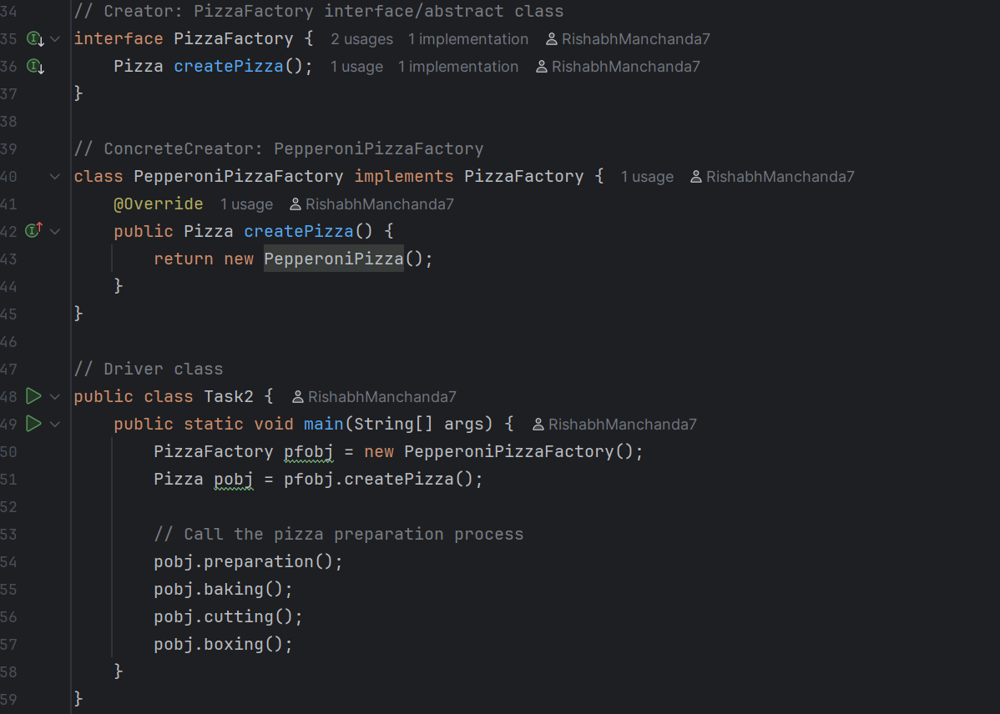 34 // Creator: PizzaFactory interface/abstract class
35 interface PizzaFactory { 2 usages 1 implementation RishabhManchanda7
36 Pizza createPizza(); 1 usage 1 implementation RishabhManchanda7
37 }
38
39 // ConcreteCreator: PepperoniPizzaFactory
40 class PepperoniPizzaFactory implements PizzaFactory { 1 usage RishabhManchanda7
41 @Override 1 usage RishabhManchanda7
42 public Pizza createPizza() {
43 return new PepperoniPizza();
44 }
45 }
46
47 // Driver class
48 public class Task2 { RishabhManchanda7
49 public static void main(String[] args) { RishabhManchanda7
50 PizzaFactory pfobj = new PepperoniPizzaFactory();
51 Pizza pobj = pfobj.createPizza();
52
53 // Call the pizza preparation process
54 pobj.preparation();
55 pobj.baking();
56 pobj.cutting();
57 pobj.boxing();
58 }
59 }